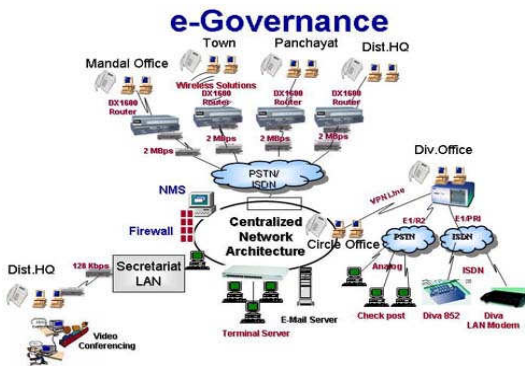 e-Governance
Mandal Office
Town
Panchayat
Dist.HQ
Wireless Solutions
DX1600
Router
DX1600
Router
DX1600
Router
DX1600
Router
2 MBps
2 MBps
2 MBps
2 MBps
PSTN/
ISDN
Div.Office
NMS
VPN Line
Firewall
Centralized
Network
Architecture
Circle Office
E1/R2
E1/PRI
PSTN
ISDN
Dist.HQ
128 Kbps
Secretariat
LAN
Analog
ISDN
E-Mail Server
Terminal Server
Check post
Diva 852
Diva
LAN Modem
Video
Conferencing